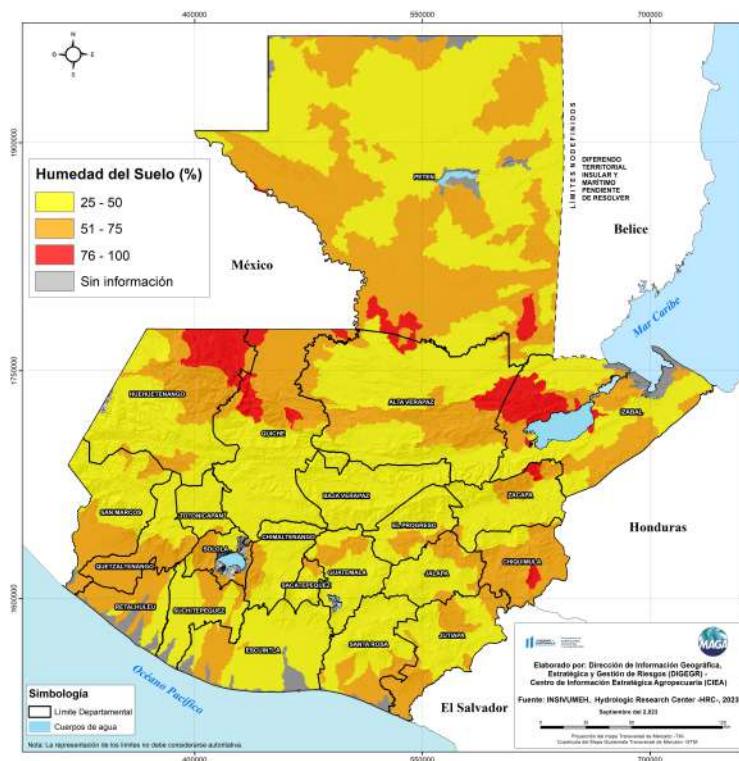 400000
550000
700000
N
O
E
S
1900000
1750000
1600000
Humedad del Suelo (%)
25 - 50
51 - 75
76 - 100
Sin información
PETEN
LÍMITES NO DEFINIDOS
DIFERENDO
TERRITORIAL
INSULAR Y
MARÍTIMO
PENDIENTE
DE RESOLVER
Belice
México
Mar Caribe
HUEHUETENANGO
QUICHE
ALTA VERAPAZ
IZABAL
SAN MARCOS
TOTONICAPAN
BAJA VERAPAZ
ZACAPA
EL PROGRESO
CHIMALTENANGO
SOLOLA
QUETZALTENANGO
GUATEMALA
SACATEPEQUEZ
JALAPA
CHIQUIMULA
RETALHULEU
SUCHITEPEQUEZ
ESCUINTLA
SANTA ROSA
JUTIAPA
Honduras
El Salvador
Océano Pacífico
Simbología
Límite Departamental
Cuerpos de agua
Nota: La representación de los límites no debe considerarse autoritativa.
MAGA
Elaborado por: Dirección de Información Geográfica,
Estratégica y Gestión de Riesgos (DIGEGR) -
Centro de Información Estratégica Agropecuaria (CIEA)
Fuente: INSIVUMEH, Hydrologic Research Center -HRC-, 2023
Septiembre del 2,023
400000
550000
700000